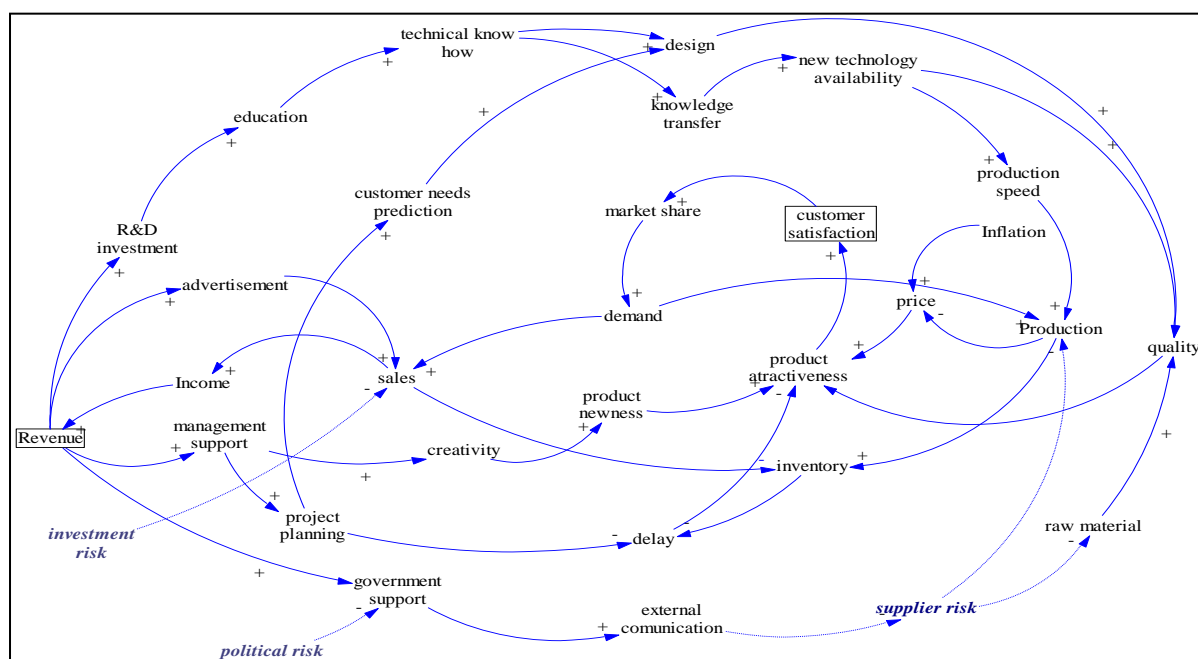 technical know
how
design
new technology
availability
knowledge
transfer
education
customer needs
prediction
market share
customer
satisfaction
production
speed
R&D
investment
Inflation
advertisement
price
demand
Production
quality
Income
sales
product
atractiveness
product
newness
Revenue
management
support
creativity
inventory
project
planning
delay
raw material
investment
risk
government
support
external
comunication
supplier risk
political risk